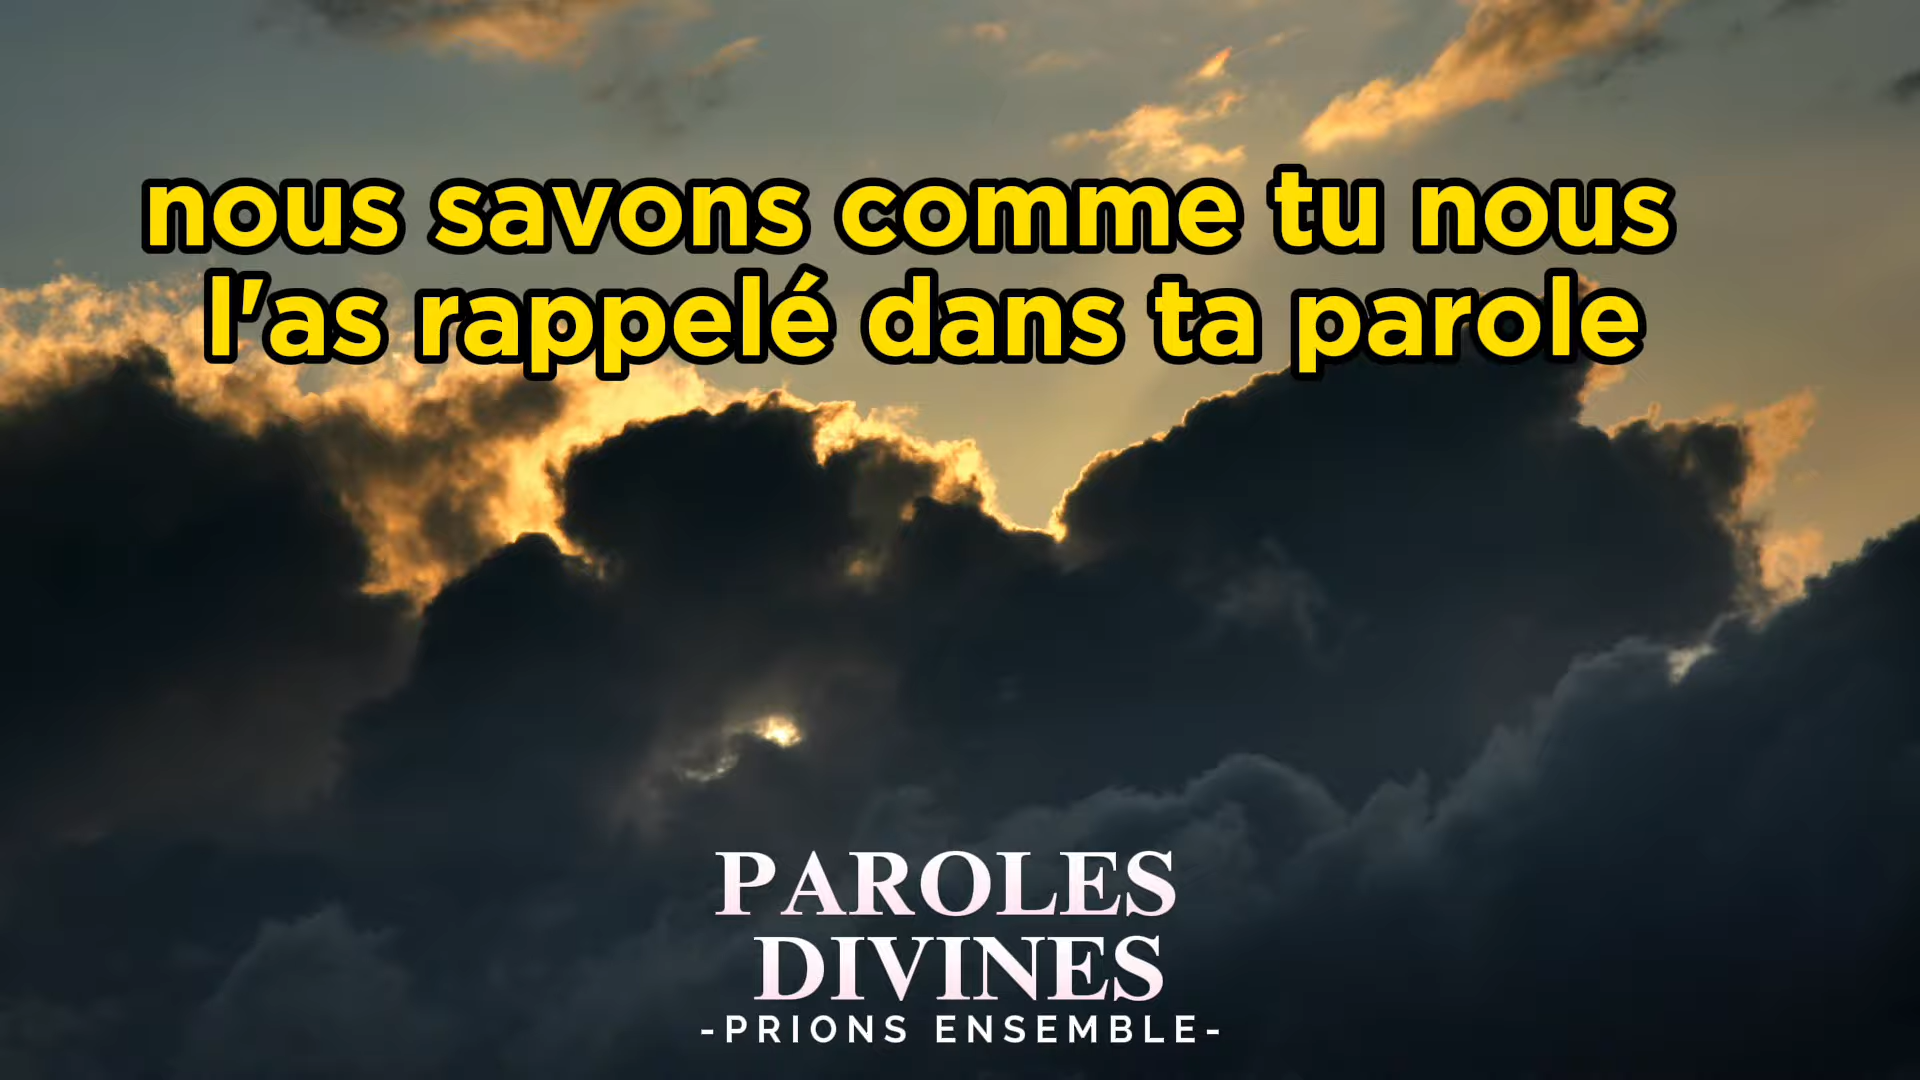 nous savons comme tu nous
l'as rappelé dans ta parole
PAROLES
DIVINES
-PRIONS ENSEMBLE-